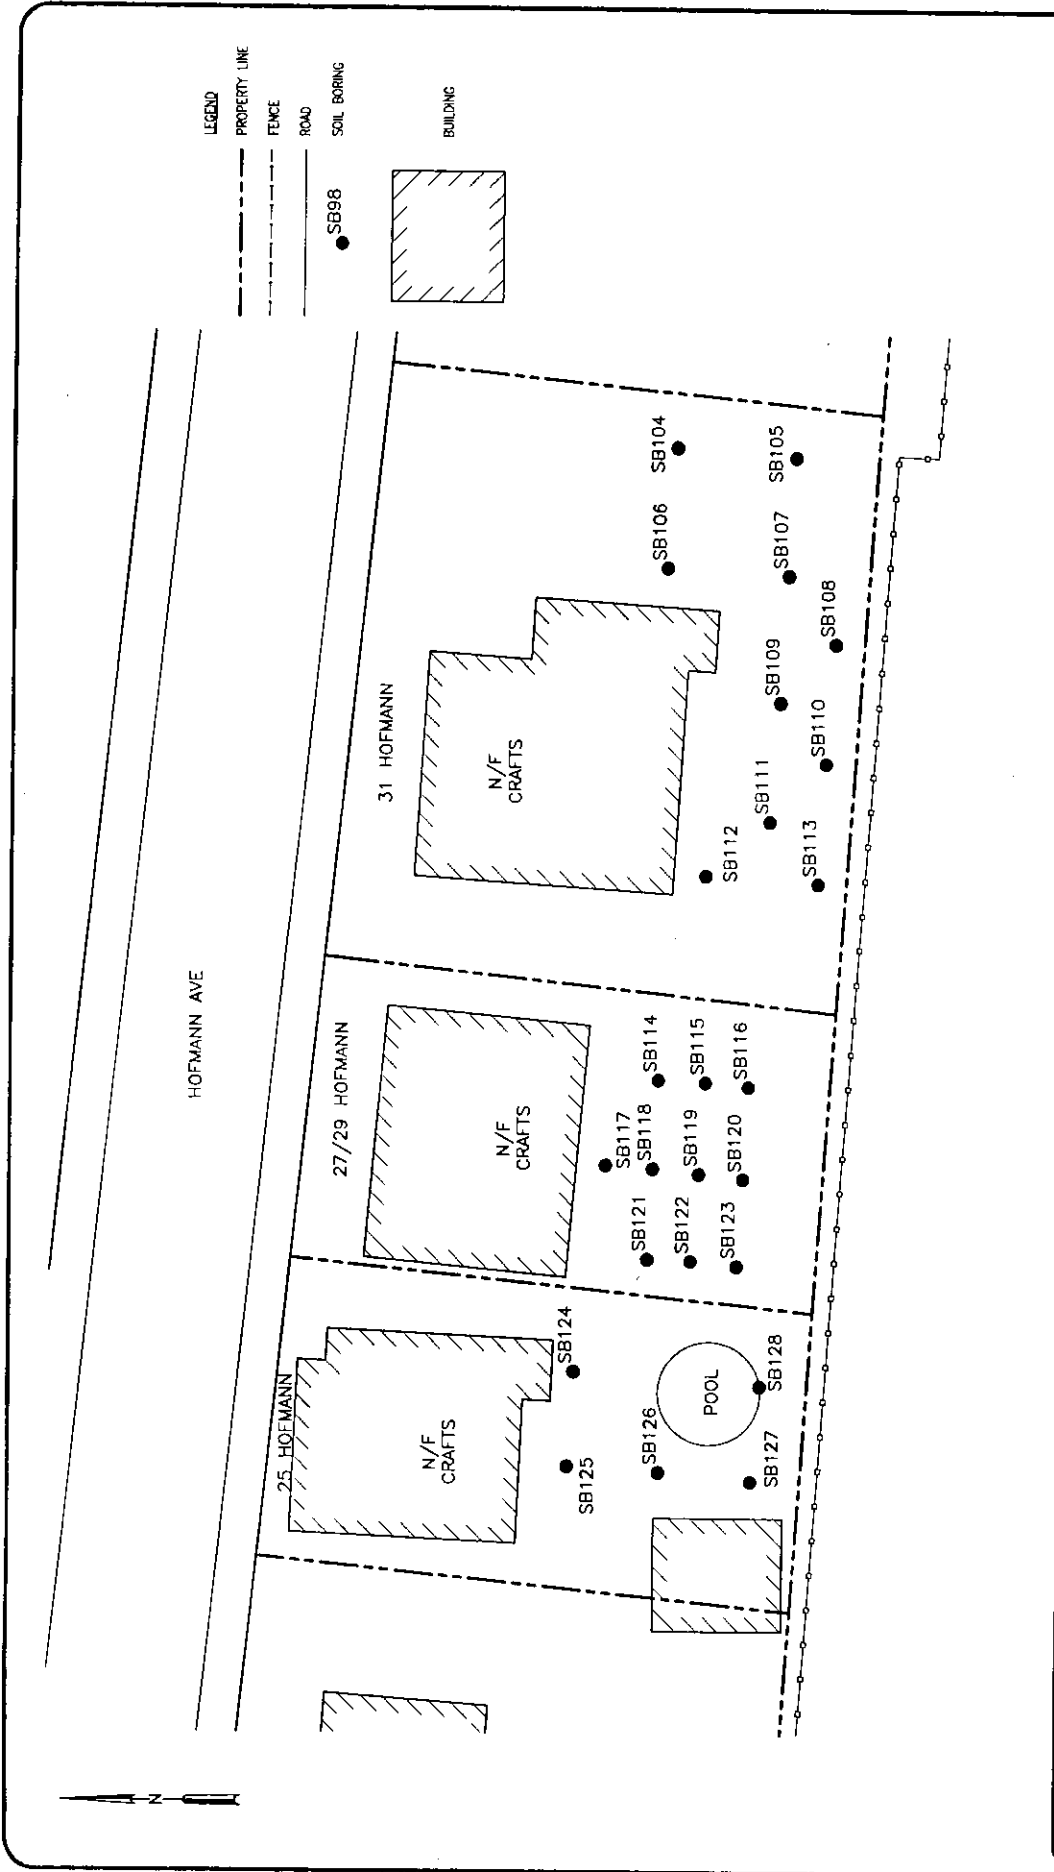 LEGEND
PROPERTY LINE
FENCE
ROAD
SOIL BORING
SB98
BUILDING
HOFMANN AVE
25 HOFMANN
27/29 HOFMANN
31 HOFMANN
N/F
CRAFTS
N/F
CRAFTS
N/F
CRAFTS
SB104
SB105
SB106
SB107
SB108
SB109
SB110
SB111
SB112
SB113
SB114
SB115
SB116
SB117
SB118
SB119
SB120
SB121
SB122
SB123
SB124
SB125
SB126
SB127
SB128
POOL
N